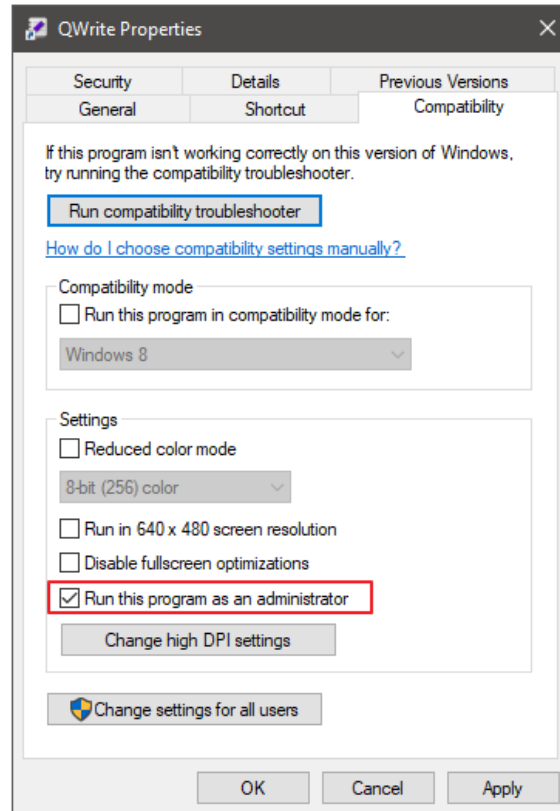 QWrite Properties
Security Details Previous Versions
General Shortcut Compatibility
If this program isn't working correctly on this version of Windows,
try running the compatibility troubleshooter.
Run compatibility troubleshooter
How do I choose compatibility settings manually?
Compatibility mode
Run this program in compatibility mode for:
Windows 8
Settings
Reduced color mode
8-bit (256) color
Run in 640 x 480 screen resolution
Disable fullscreen optimizations
Run this program as an administrator
Change high DPI settings
Change settings for all users
OK Cancel Apply